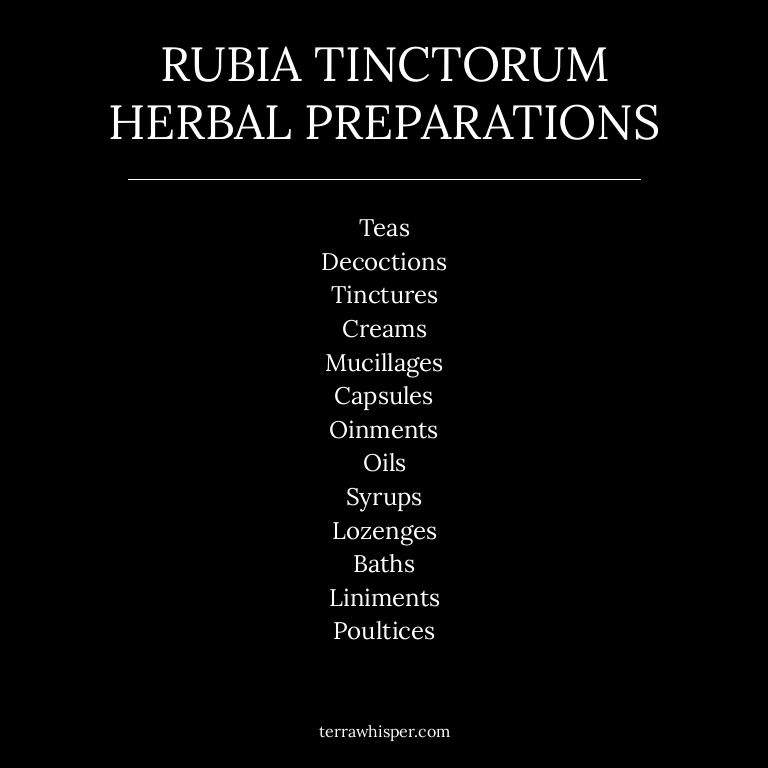 RUBIA TINCTORUM
HERBAL PREPARATIONS
Teas
Decoctions
Tinctures
Creams
Mucillages
Capsules
Oinments
Oils
Syrups
Lozenges
Baths
Liniments
Poultices
terrawhisper.com